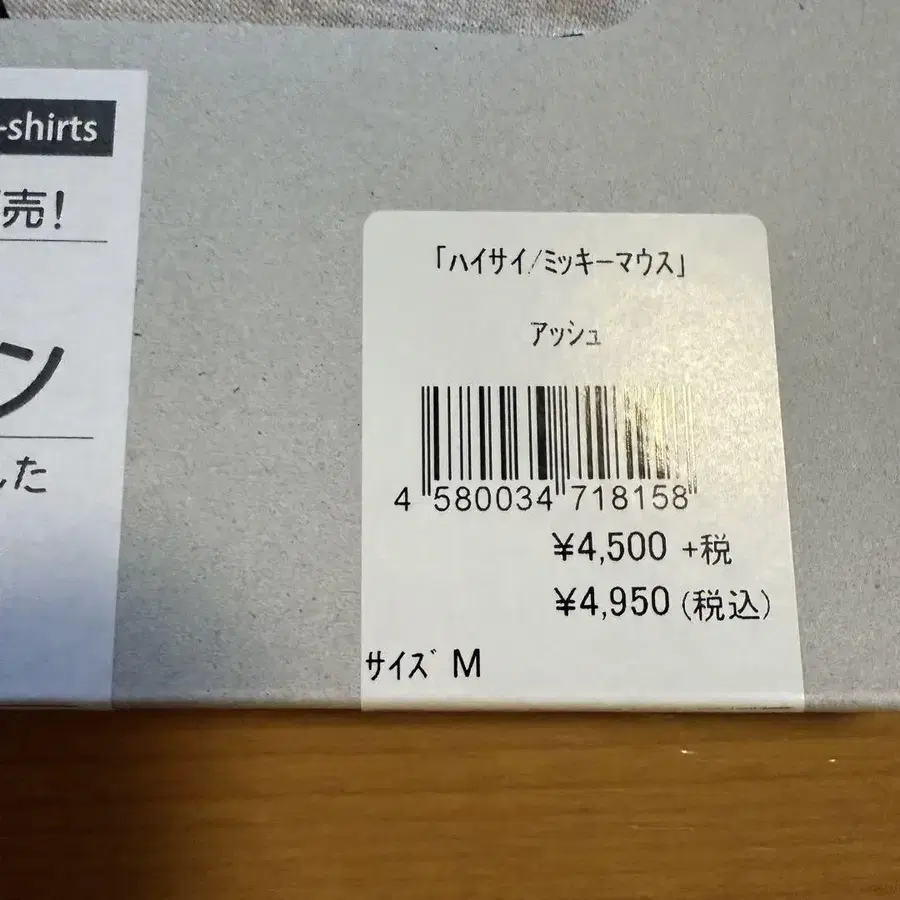 -shirts
売!
ン
した
「ハイサイ/ミッキーマウス」
アッシュ
4 580034 718158
¥4,500 +税
¥4,950 (税込)
サイズ M